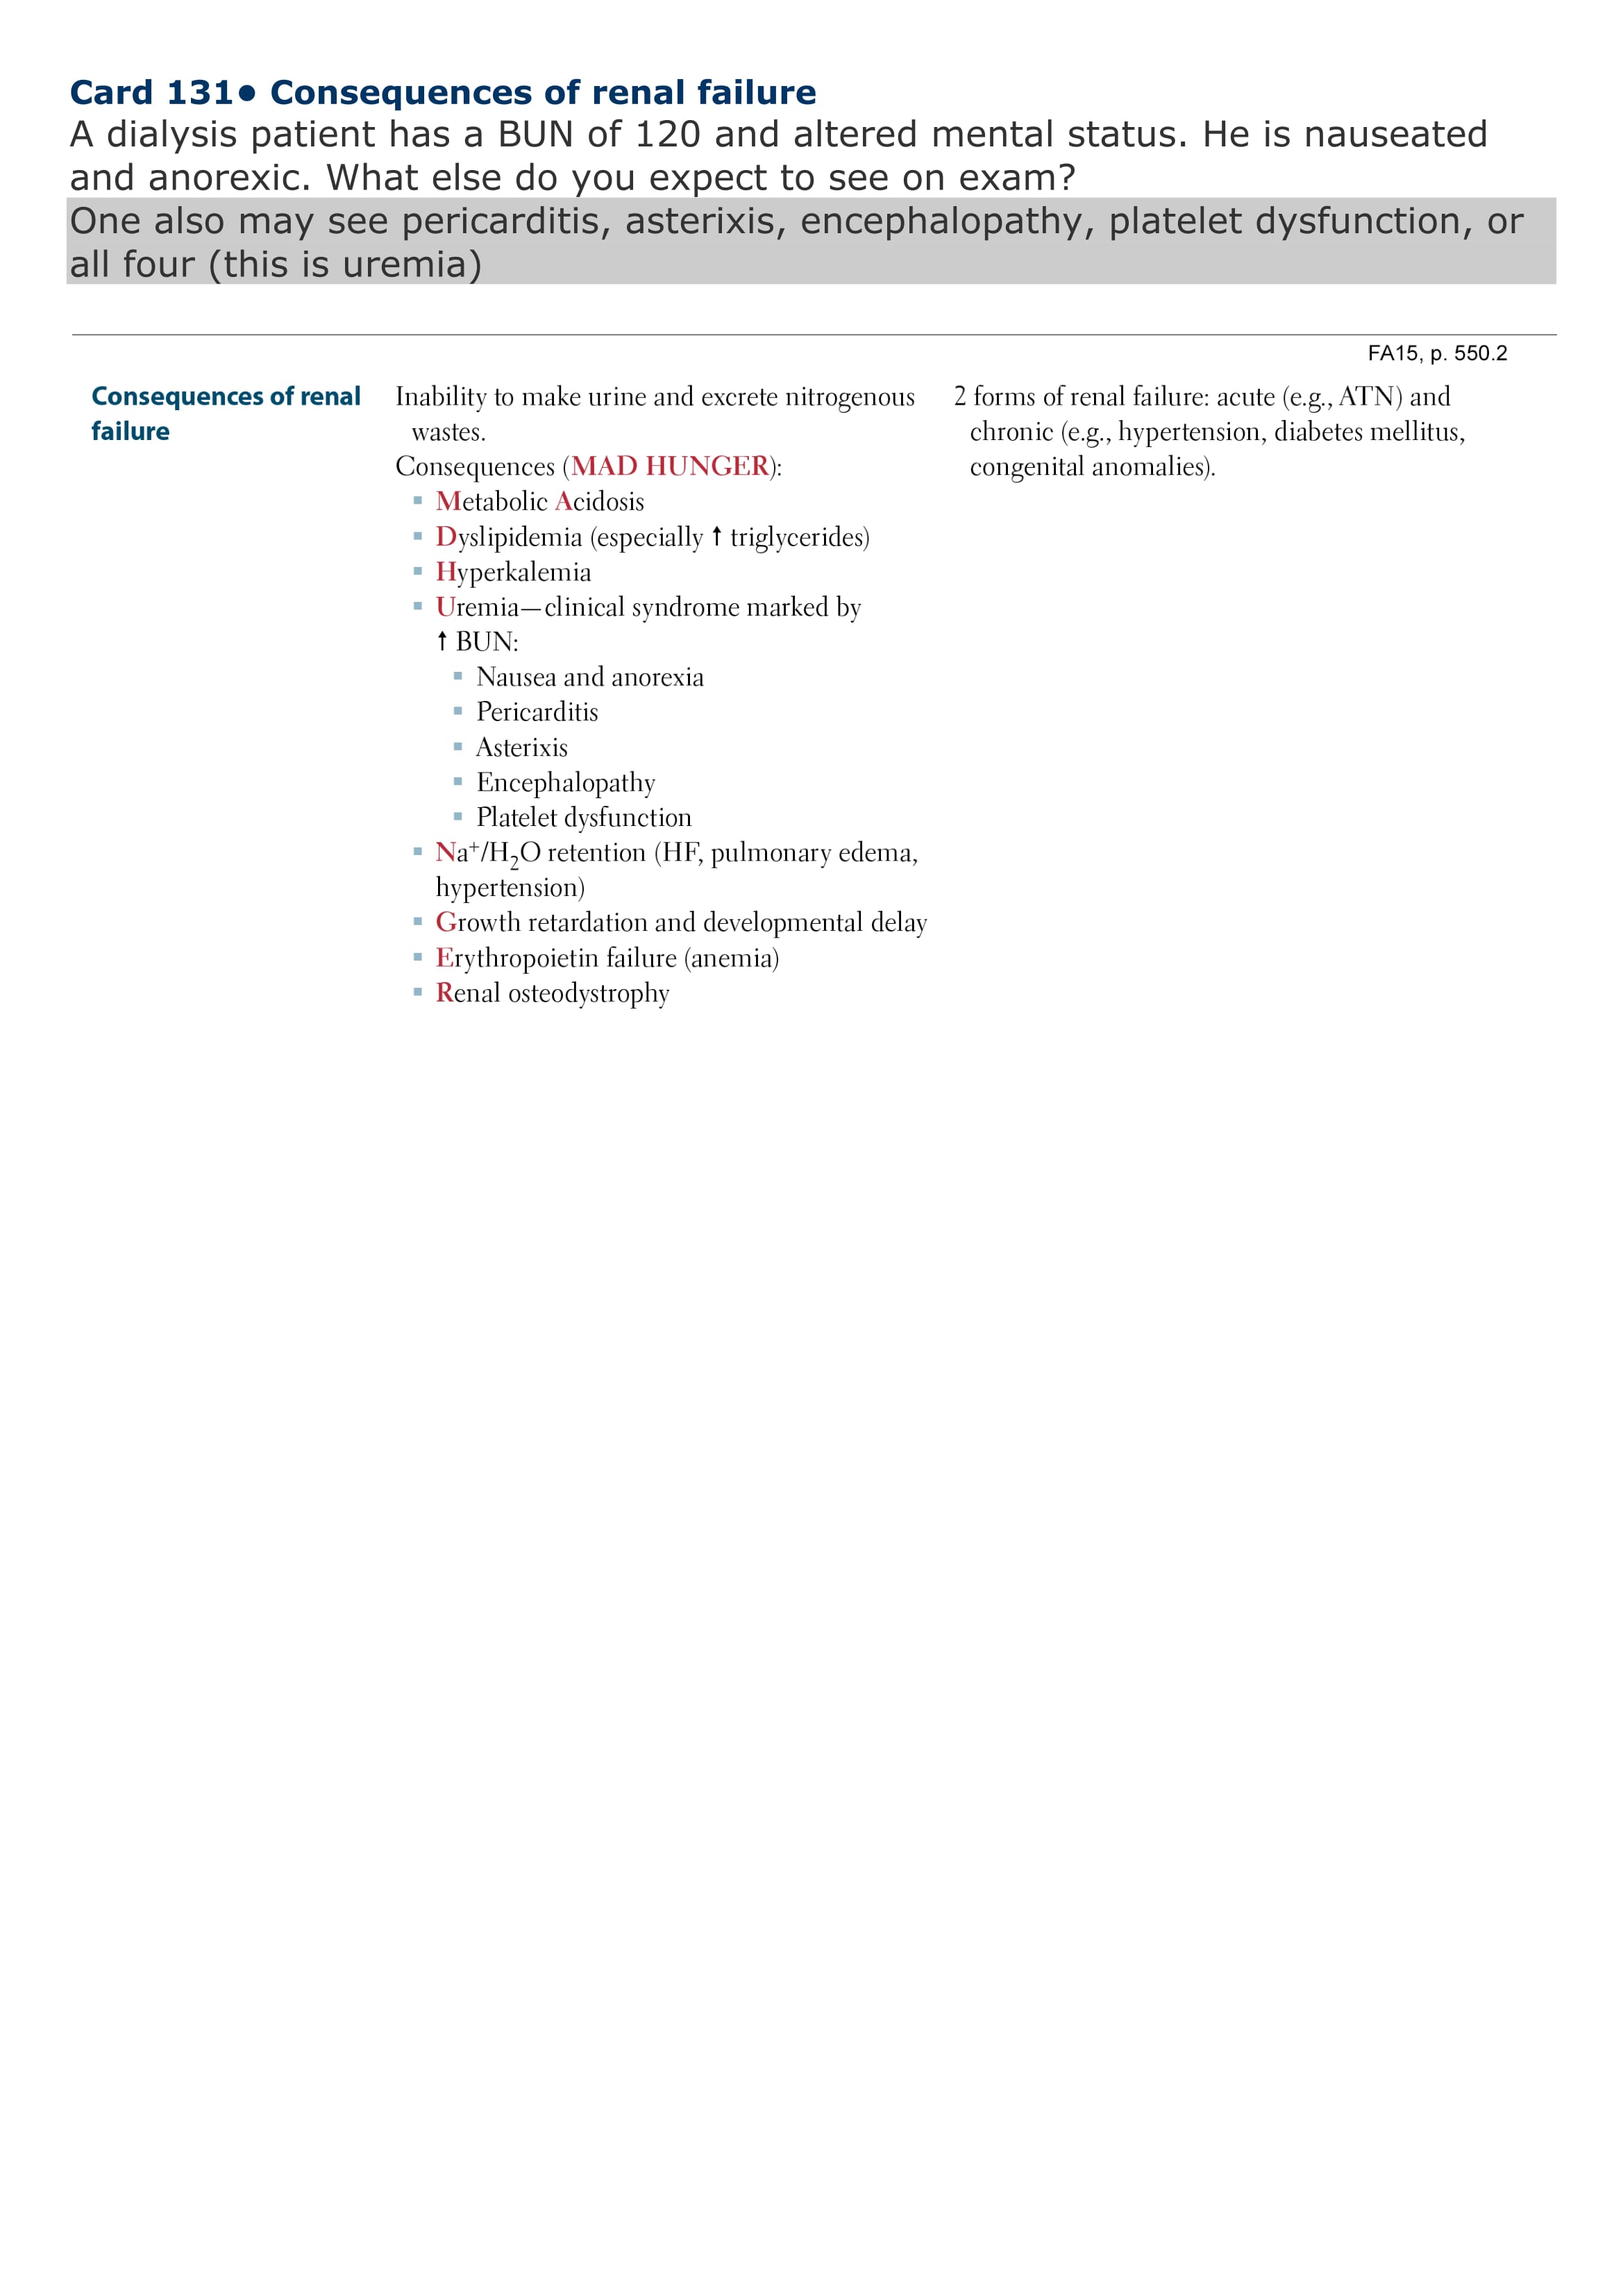 Card 131• Consequences of renal failure
A dialysis patient has a BUN of 120 and altered mental status. He is nauseated
and anorexic. What else do you expect to see on exam?
One also may see pericarditis, asterixis, encephalopathy, platelet dysfunction, or
all four (this is uremia)
FA15, p. 550.2
Consequences of renal
failure
Inability to make urine and excrete nitrogenous
wastes.
Consequences (MAD HUNGER):
▪ Metabolic Acidosis
▪ Dyslipidemia (especially ↑ triglycerides)
▪ Hyperkalemia
▪ Uremia—clinical syndrome marked by
↑ BUN:
▪ Nausea and anorexia
▪ Pericarditis
▪ Asterixis
▪ Encephalopathy
▪ Platelet dysfunction
▪ Na⁺/H₂O retention (HF, pulmonary edema,
hypertension)
▪ Growth retardation and developmental delay
▪ Erythropoietin failure (anemia)
▪ Renal osteodystrophy
2 forms of renal failure: acute (e.g., ATN) and
chronic (e.g., hypertension, diabetes mellitus,
congenital anomalies).